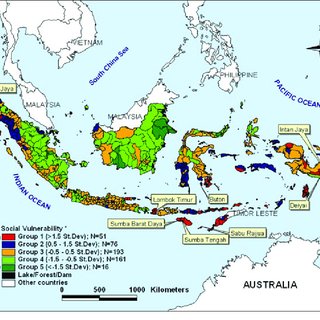 VIETNAM
South China Sea
PHILIPPINE
PACIFIC OCEAN
Jaya
MALAYSIA
MALAYSIA
Intan Jaya
INDIAN OCEAN
Lombok Timur
Buton
Deiyai
Sumba Barat Daya
TIMOR LESTE
Sumba Tengah
Sabu Raijua
Social Vulnerability *
Group 1 (> 1.5 St.Dev); N=51
Group 2 (0.5 - 1.5 St.Dev); N=76
Group 3 (-0.5 - 0.5 St.Dev); N=193
Group 4 (-1.5 - -0.5 St.Dev); N=161
Group 5 (<-1.5 St.Dev); N=16
Lake/Forest/Dam
Other countries
0 500 1000 Kilometers
AUSTRALIA